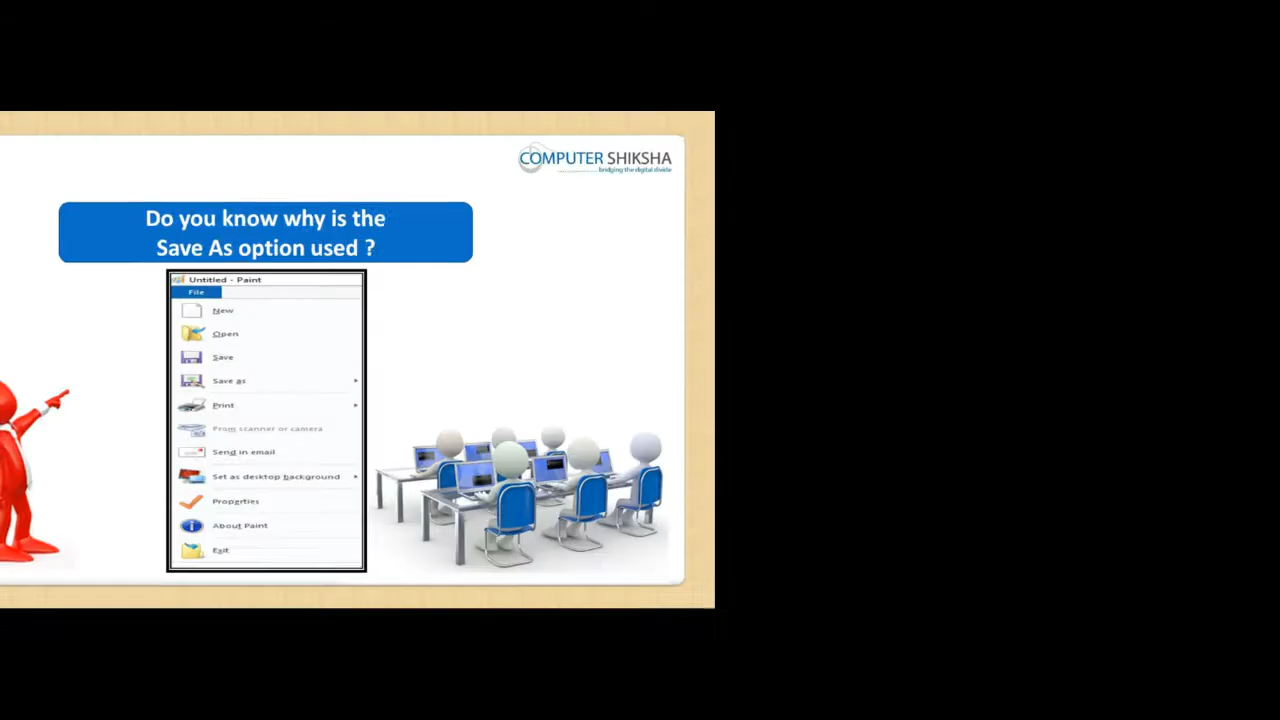 COMPUTER SHIKSHA
bridging the digital divide
Do you know why is the
Save As option used ?
Untitled - Paint
File
New
Open
Save
Save as
Print
From scanner or camera
Send in email
Set as desktop background
Properties
About Paint
Exit